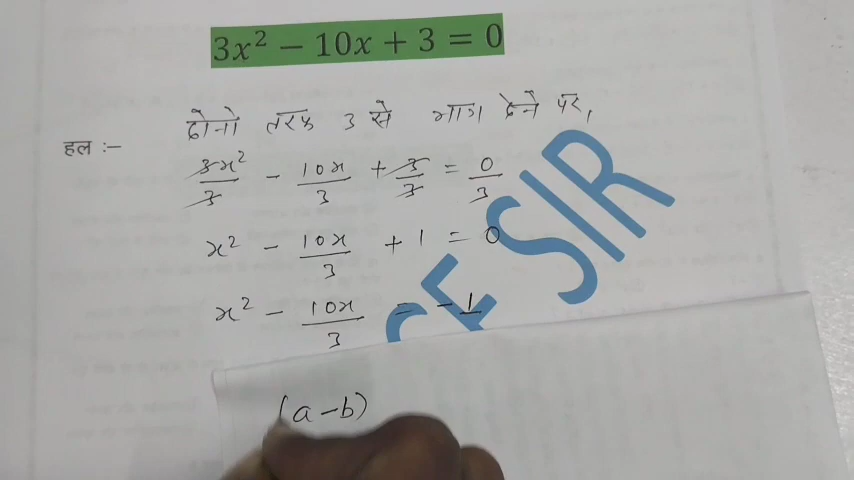 3x² − 10x + 3 = 0
दोनो तरफ 3 से भाग देने पर,
हल :-
3x²/3 - 10x/3 + 3/3 = 0/3
x² - 10x/3 + 1 = 0
x² - 10x/3 = -1
(a-b)
CE SIR